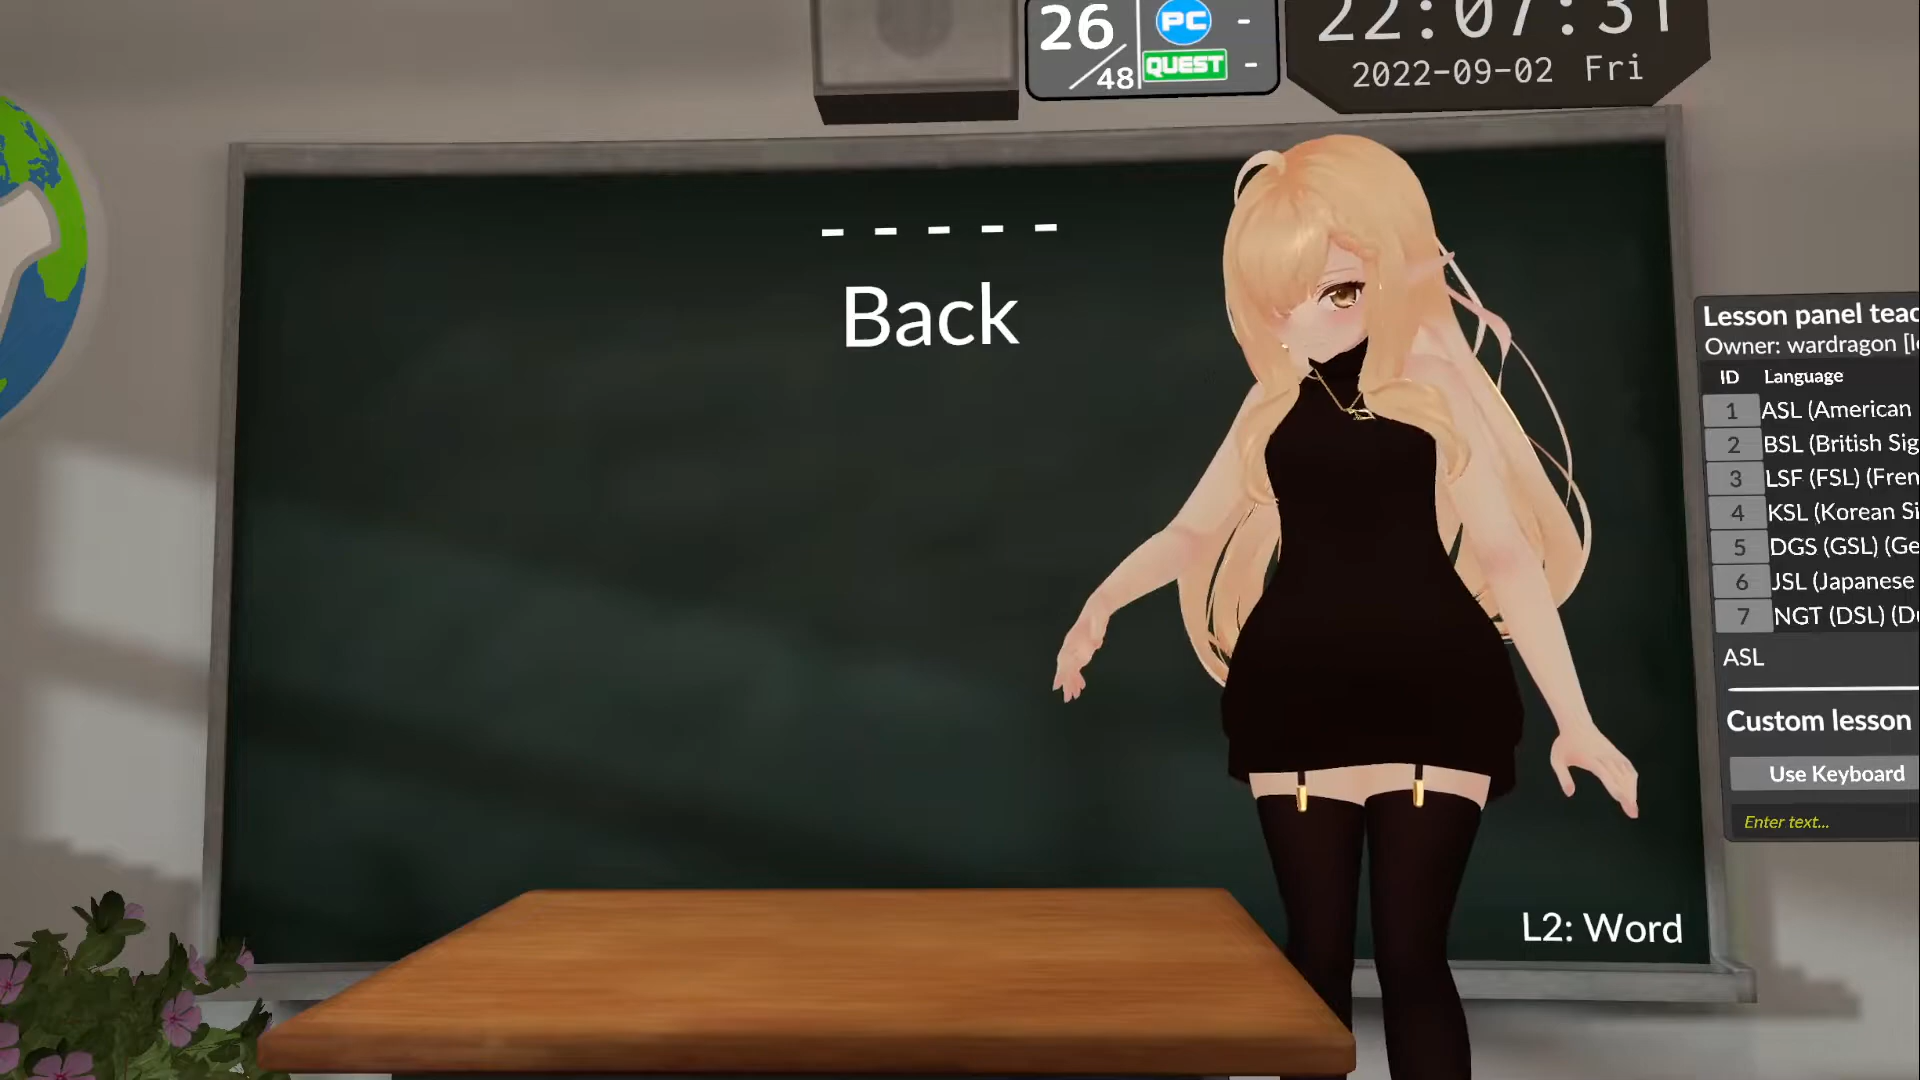 26
/48
PC -
QUEST -
22:07:31
2022-09-02 Fri
- - - - -
Back
Lesson panel teac
Owner: wardragon [l
ID Language
1 ASL (American
2 BSL (British Sig
3 LSF (FSL) (Fren
4 KSL (Korean Si
5 DGS (GSL) (Ge
6 JSL (Japanese
7 NGT (DSL) (Du
ASL
Custom lesson
Use Keyboard
Enter text...
L2: Word